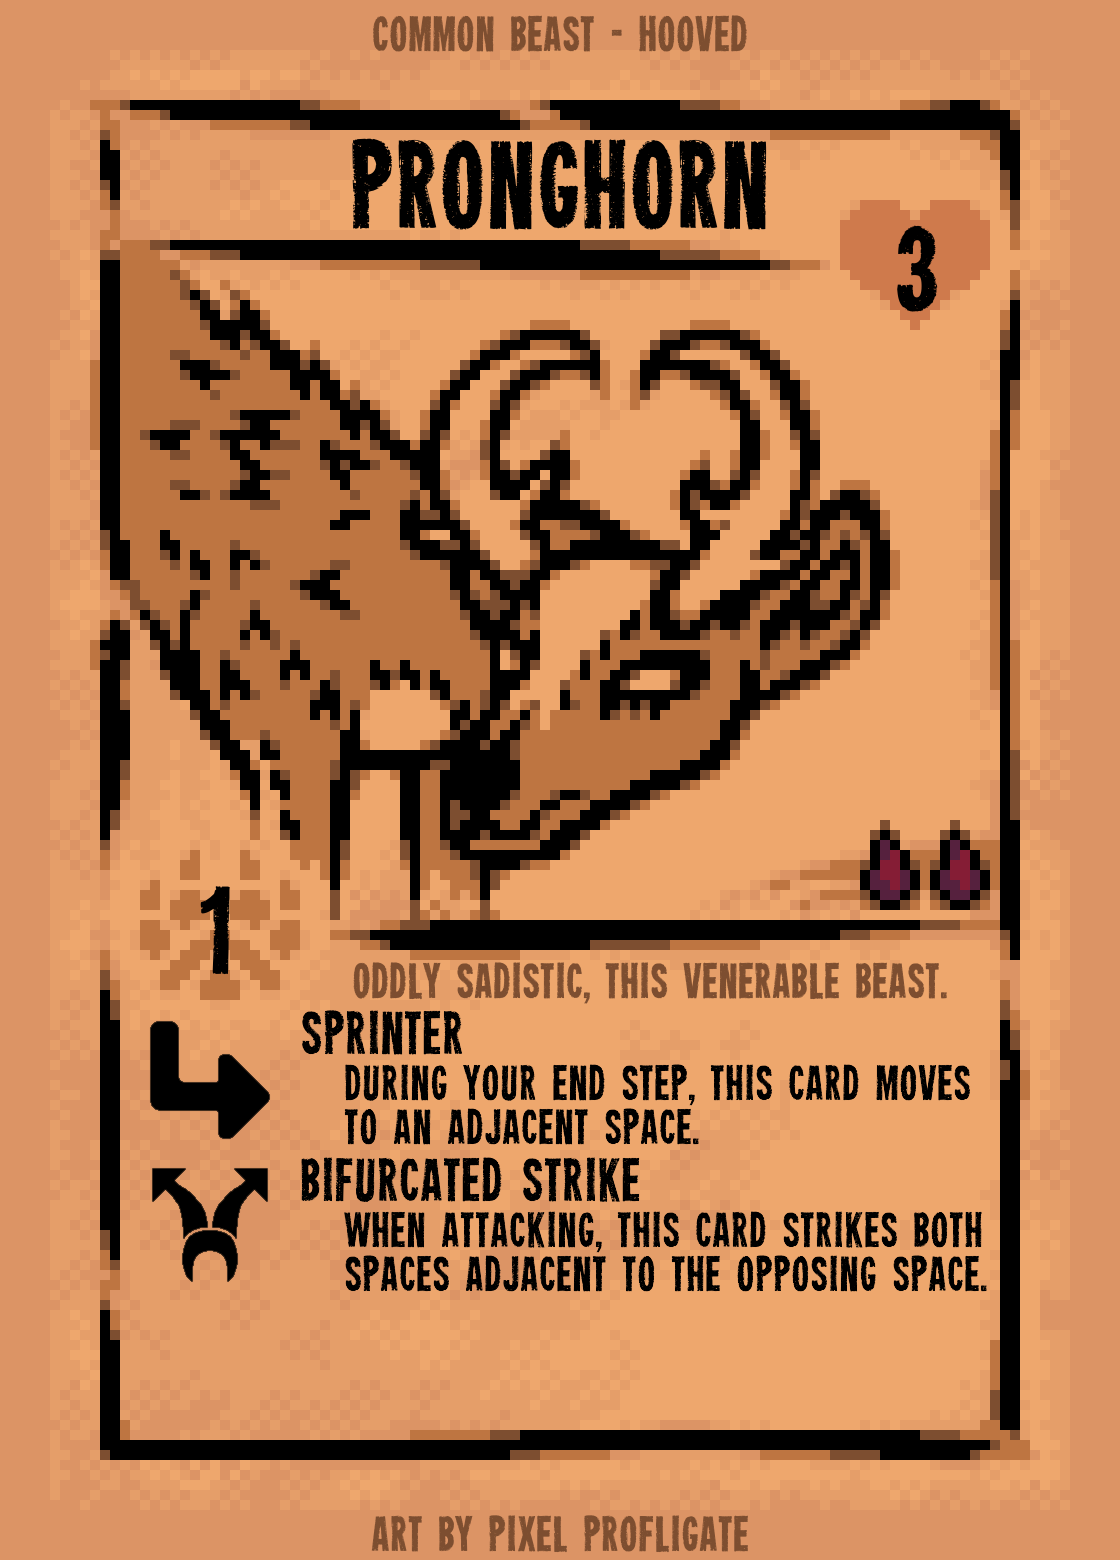 COMMON BEAST - HOOVED
PRONGHORN
3
1
ODDLY SADISTIC, THIS VENERABLE BEAST.
SPRINTER
DURING YOUR END STEP, THIS CARD MOVES
TO AN ADJACENT SPACE.
BIFURCATED STRIKE
WHEN ATTACKING, THIS CARD STRIKES BOTH
SPACES ADJACENT TO THE OPPOSING SPACE.
ART BY PIXEL PROFLIGATE